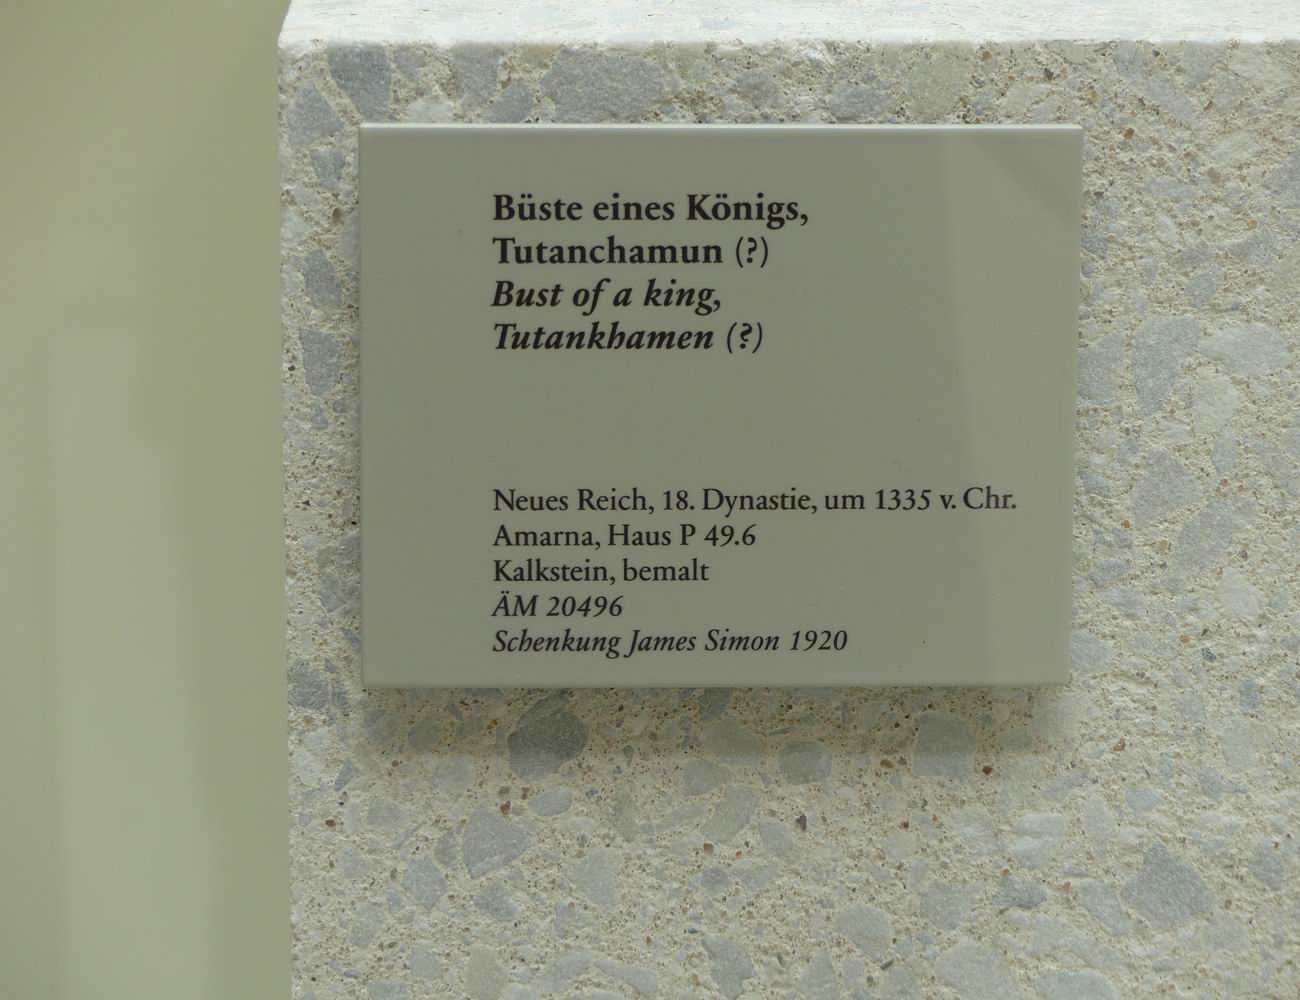 Büste eines Königs,
Tutanchamun (?)
Bust of a king,
Tutankhamen (?)
Neues Reich, 18. Dynastie, um 1335 v. Chr.
Amarna, Haus P 49.6
Kalkstein, bemalt
ÄM 20496
Schenkung James Simon 1920